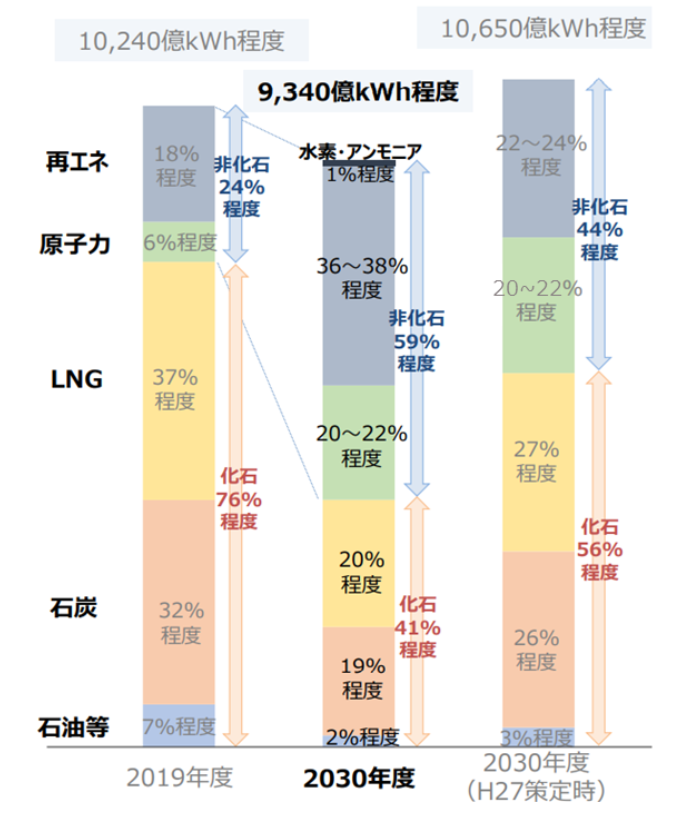 10,240億kWh程度
10,650億kWh程度
9,340億kWh程度
再エネ
原子力
LNG
石炭
石油等
18%
程度
6%程度
37%
程度
32%
程度
7%程度
非化石
24%
程度
化石
76%
程度
水素・アンモニア
1%程度
36~38%
程度
20~22%
程度
20%
程度
19%
程度
2%程度
非化石
59%
程度
化石
41%
程度
22~24%
程度
20~22%
程度
27%
程度
26%
程度
3%程度
非化石
44%
程度
化石
56%
程度
2019年度
2030年度
2030年度
(H27策定時)